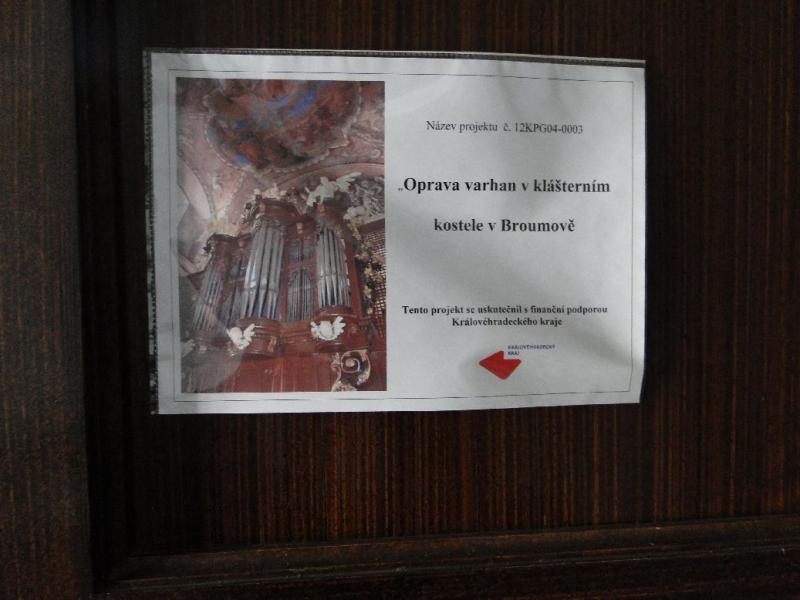 Název projektu č. 12KPG04-0003
„Oprava varhan v klášterním
kostele v Broumově
Tento projekt se uskutečnil s finanční podporou
Královéhradeckého kraje
KRÁLOVÉHRADECKÝ
KRAJ